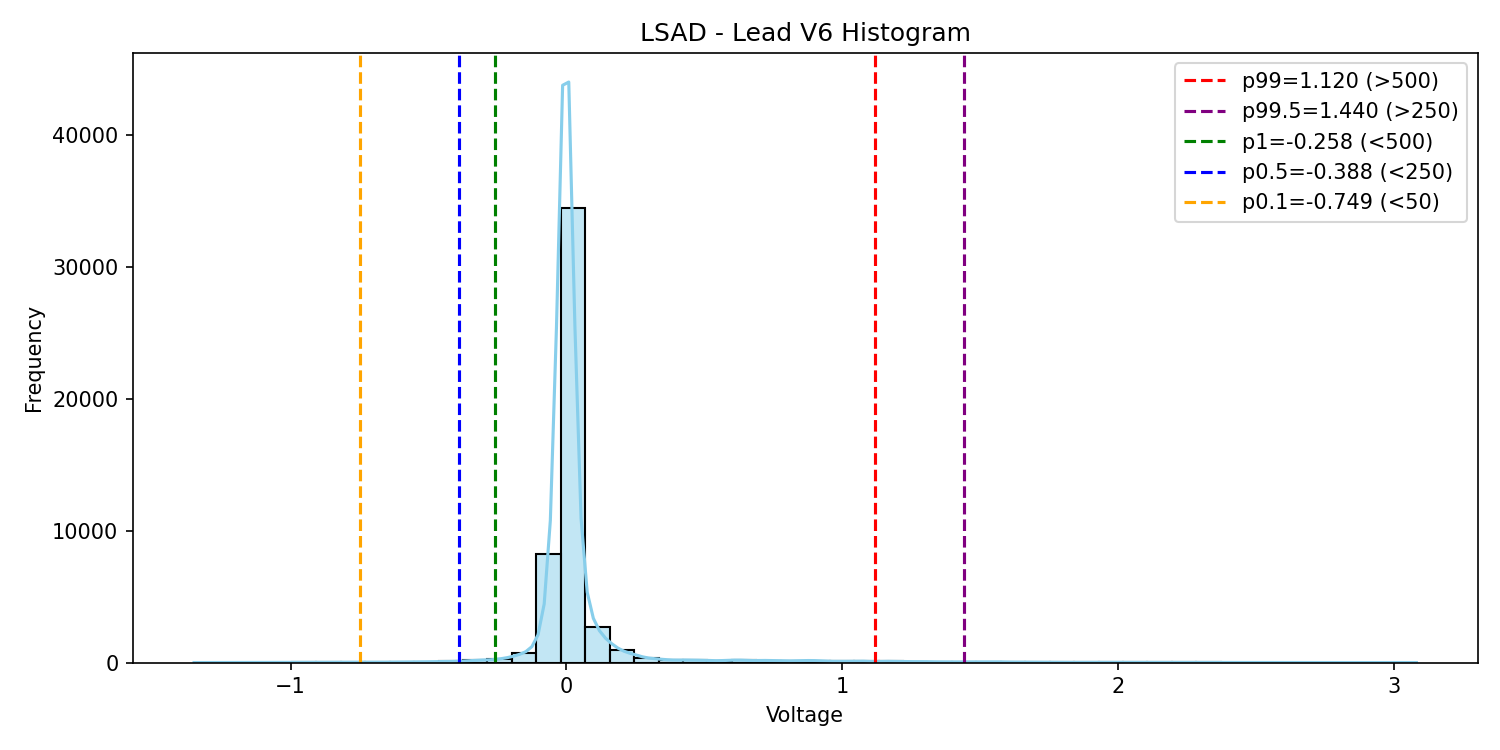 LSAD - Lead V6 Histogram
p99=1.120 (>500)
p99.5=1.440 (>250)
p1=-0.258 (<500)
p0.5=-0.388 (<250)
p0.1=-0.749 (<50)
Frequency
40000
30000
20000
10000
0
−1
0
1
2
3
Voltage